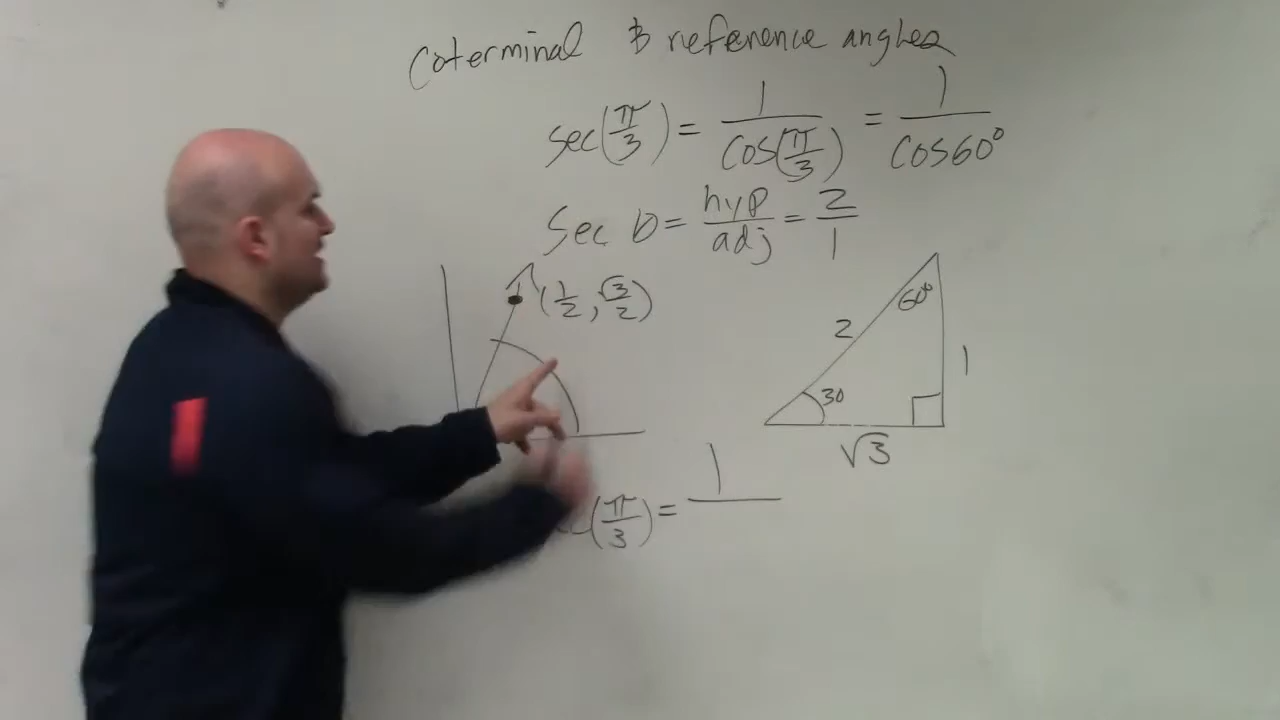 Coterminal & reference angles
sec(π/3) = 1/cos(π/3) = 1/cos60°
Sec θ = hyp/adj = 2/1
(1/2, √3/2)
60°
2
1
30
√3
(π/3) = 1